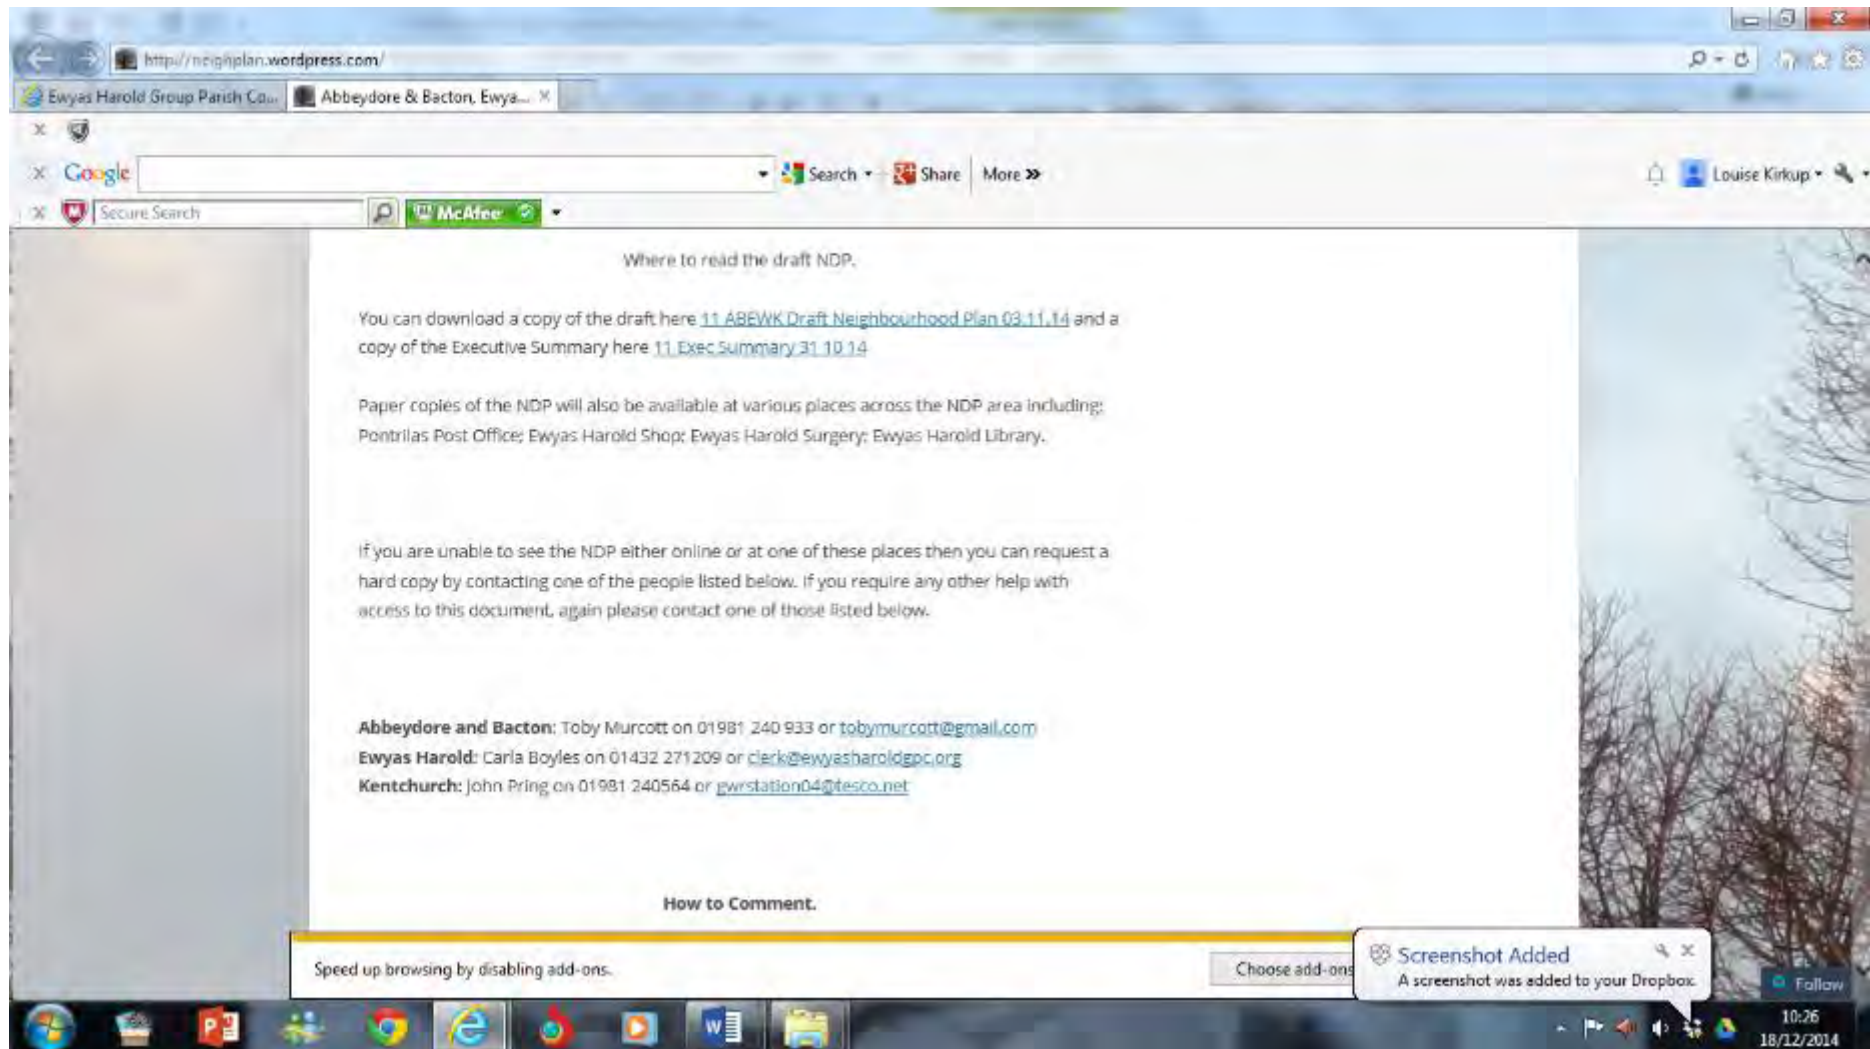 http://neighplan.wordpress.com/
Ewyas Harold Group Parish Co...
Abbeydore & Bacton, Ewya...
Google
Search
Share
More »
Louise Kirkup
Secure Search
McAfee
Where to read the draft NDP.
You can download a copy of the draft here 11 ABEWK Draft Neighbourhood Plan 03.11.14 and a
copy of the Executive Summary here 11 Exec Summary 31 10 14
Paper copies of the NDP will also be available at various places across the NDP area including:
Pontrilas Post Office; Ewyas Harold Shop; Ewyas Harold Surgery; Ewyas Harold Library.
If you are unable to see the NDP either online or at one of these places then you can request a
hard copy by contacting one of the people listed below. If you require any other help with
access to this document, again please contact one of those listed below.
Abbeydore and Bacton: Toby Murcott on 01981 240 933 or tobymurcott@gmail.com
Ewyas Harold: Carla Boyles on 01432 271209 or clerk@ewyasharoldgpc.org
Kentchurch: John Pring on 01981 240564 or gwrstation04@tesco.net
How to Comment.
Speed up browsing by disabling add-ons.
Choose add-ons
Screenshot Added
A screenshot was added to your Dropbox.
Follow
10:26
18/12/2014